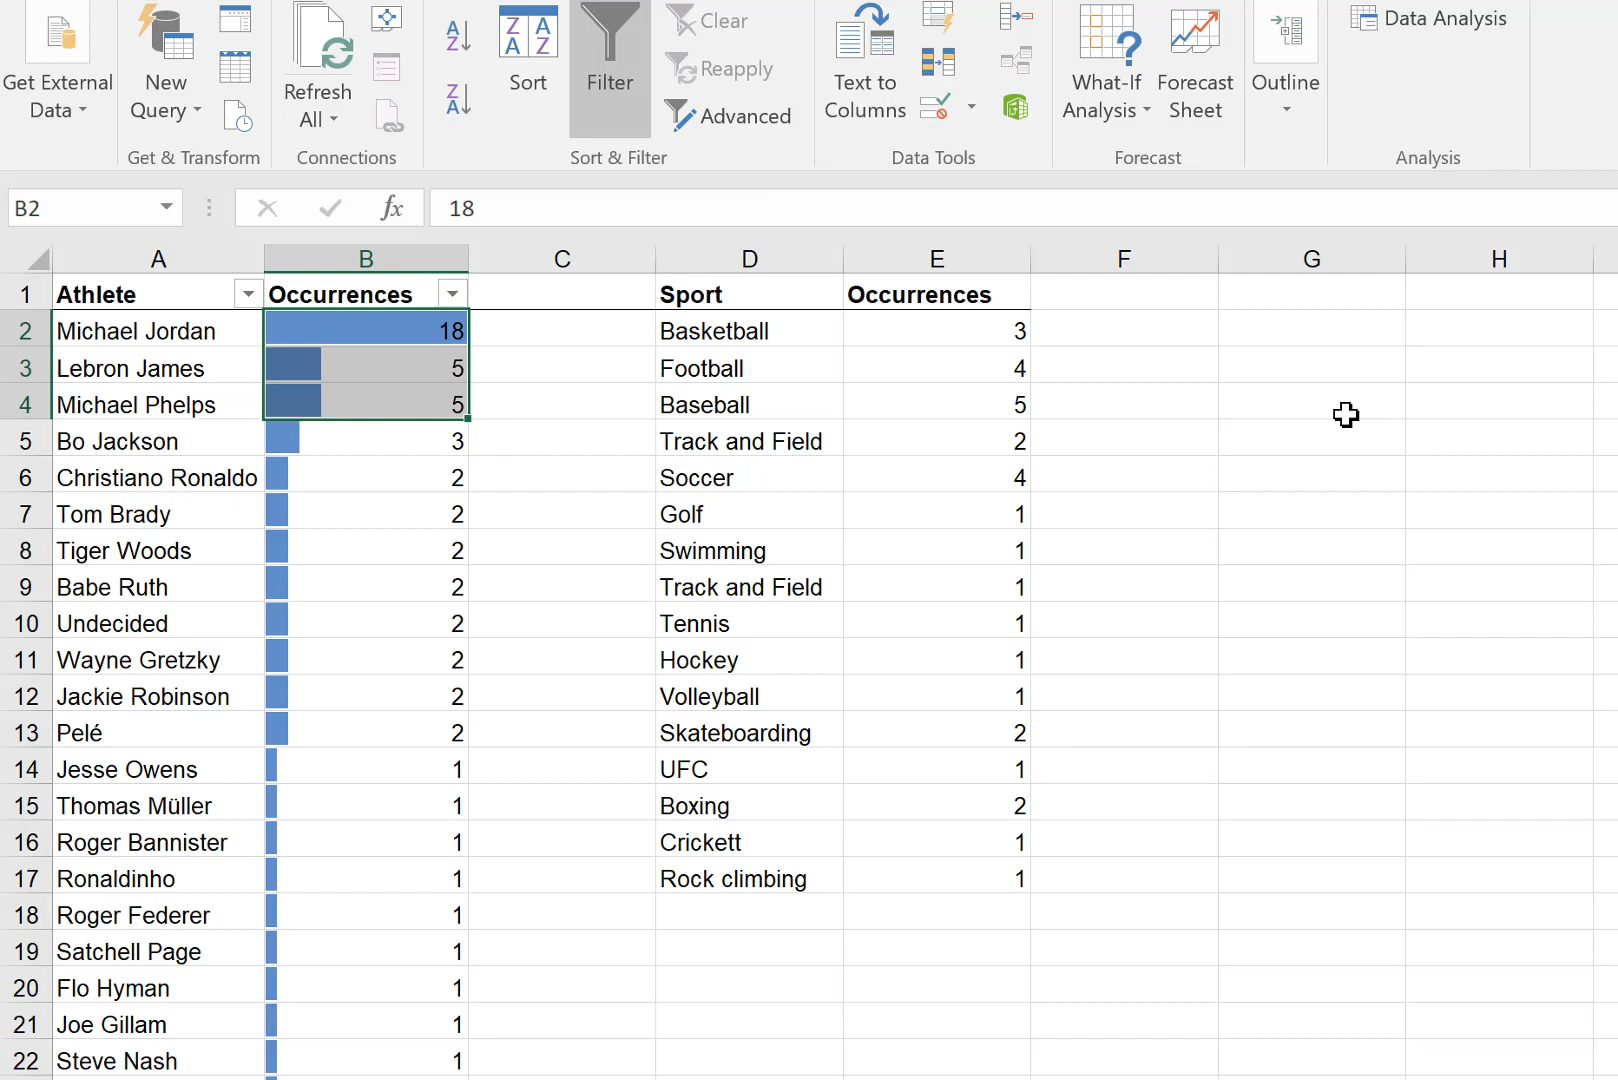 Get External Data
New Query
Refresh All
Sort
Filter
Clear
Reapply
Advanced
Text to Columns
What-If Analysis
Forecast Sheet
Outline
Data Analysis
Get & Transform
Connections
Sort & Filter
Data Tools
Forecast
Analysis
B2 fx 18
A B C D E F G H
1 Athlete Occurrences Sport Occurrences
2 Michael Jordan 18 Basketball 3
3 Lebron James 5 Football 4
4 Michael Phelps 5 Baseball 5
5 Bo Jackson 3 Track and Field 2
6 Christiano Ronaldo 2 Soccer 4
7 Tom Brady 2 Golf 1
8 Tiger Woods 2 Swimming 1
9 Babe Ruth 2 Track and Field 1
10 Undecided 2 Tennis 1
11 Wayne Gretzky 2 Hockey 1
12 Jackie Robinson 2 Volleyball 1
13 Pelé 2 Skateboarding 2
14 Jesse Owens 1 UFC 1
15 Thomas Müller 1 Boxing 2
16 Roger Bannister 1 Crickett 1
17 Ronaldinho 1 Rock climbing 1
18 Roger Federer 1
19 Satchell Page 1
20 Flo Hyman 1
21 Joe Gillam 1
22 Steve Nash 1